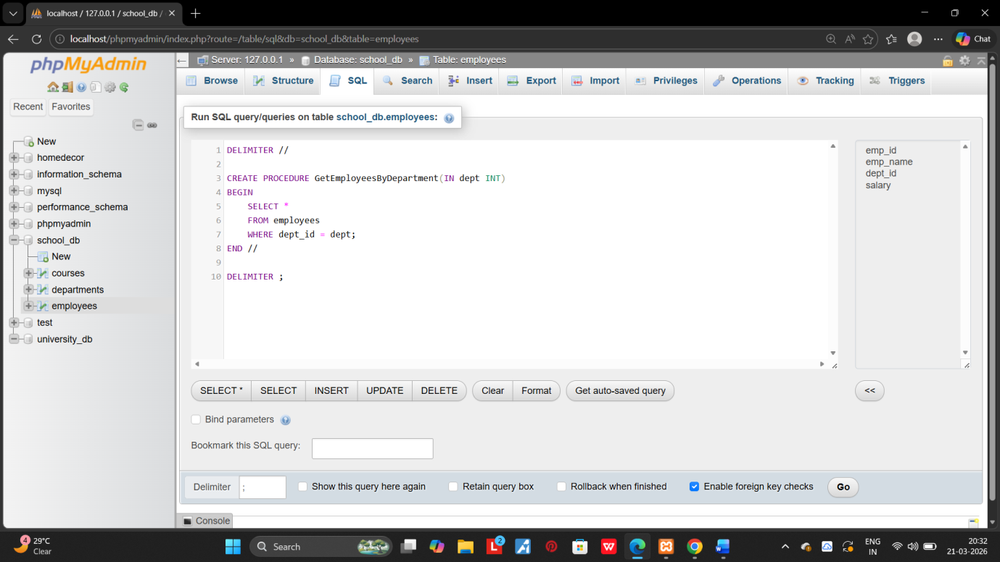 localhost / 127.0.0.1 / school_db /
localhost/phpmyadmin/index.php?route=/table/sql&db=school_db&table=employees
Chat
phpMyAdmin
Recent
Favorites
New
homedecor
information_schema
mysql
performance_schema
phpmyadmin
school_db
New
courses
departments
employees
test
university_db
Server: 127.0.0.1 » Database: school_db » Table: employees
Browse
Structure
SQL
Search
Insert
Export
Import
Privileges
Operations
Tracking
Triggers
Run SQL query/queries on table school_db.employees:
1 DELIMITER //
2
3 CREATE PROCEDURE GetEmployeesByDepartment(IN dept INT)
4 BEGIN
5 SELECT *
6 FROM employees
7 WHERE dept_id = dept;
8 END //
9
10 DELIMITER ;
emp_id
emp_name
dept_id
salary
SELECT *
SELECT
INSERT
UPDATE
DELETE
Clear
Format
Get auto-saved query
<<
Bind parameters
Bookmark this SQL query:
Delimiter ;
Show this query here again
Retain query box
Rollback when finished
Enable foreign key checks
Go
Console
4
29°C
Clear
Search
L 2
W
ENG
IN
20:32
21-03-2026